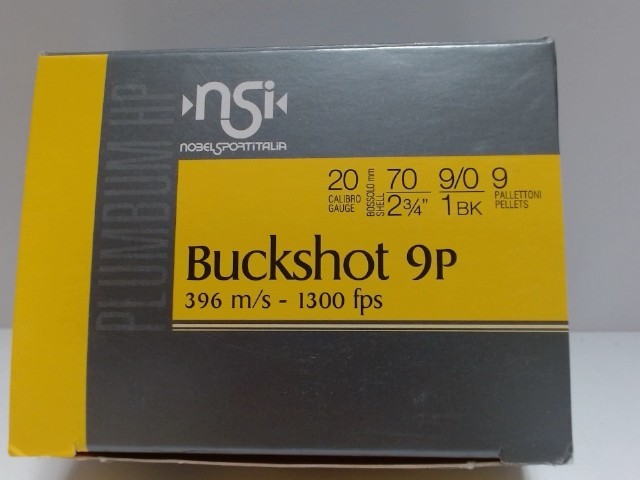 PLUMBUM HP
nsi
NOBELSPORTITALIA
20 CALIBRO GAUGE
BOSSOLO mm SHELL
70 2¾"
9/0 1 BK
9 PALLETTONI PELLETS
Buckshot 9P
396 m/s - 1300 fps